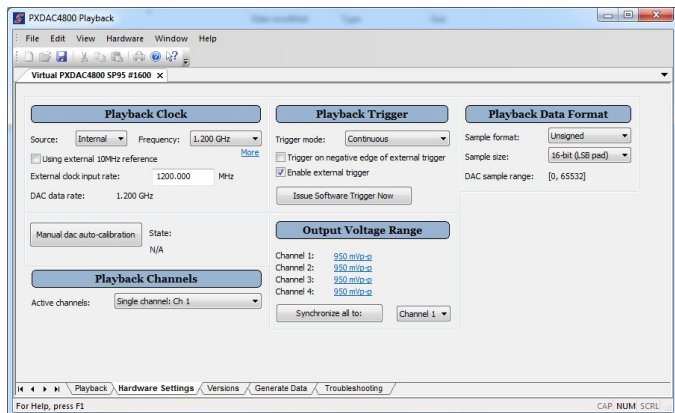 PXDAC4800 Playback
File Edit View Hardware Window Help
Virtual PXDAC4800 SP95 #1600
Playback Clock
Source: Internal Frequency: 1.200 GHz
Using external 10MHz reference More
External clock input rate: 1200.000 MHz
DAC data rate: 1.200 GHz
Manual dac auto-calibration State:
N/A
Playback Channels
Active channels: Single channel: Ch 1
Playback Trigger
Trigger mode: Continuous
Trigger on negative edge of external trigger
Enable external trigger
Issue Software Trigger Now
Output Voltage Range
Channel 1: 950 mVp-p
Channel 2: 950 mVp-p
Channel 3: 950 mVp-p
Channel 4: 950 mVp-p
Synchronize all to: Channel 1
Playback Data Format
Sample format: Unsigned
Sample size: 16-bit (LSB pad)
DAC sample range: [0, 65532]
Playback Hardware Settings Versions Generate Data Troubleshooting
For Help, press F1 CAP NUM SCRL